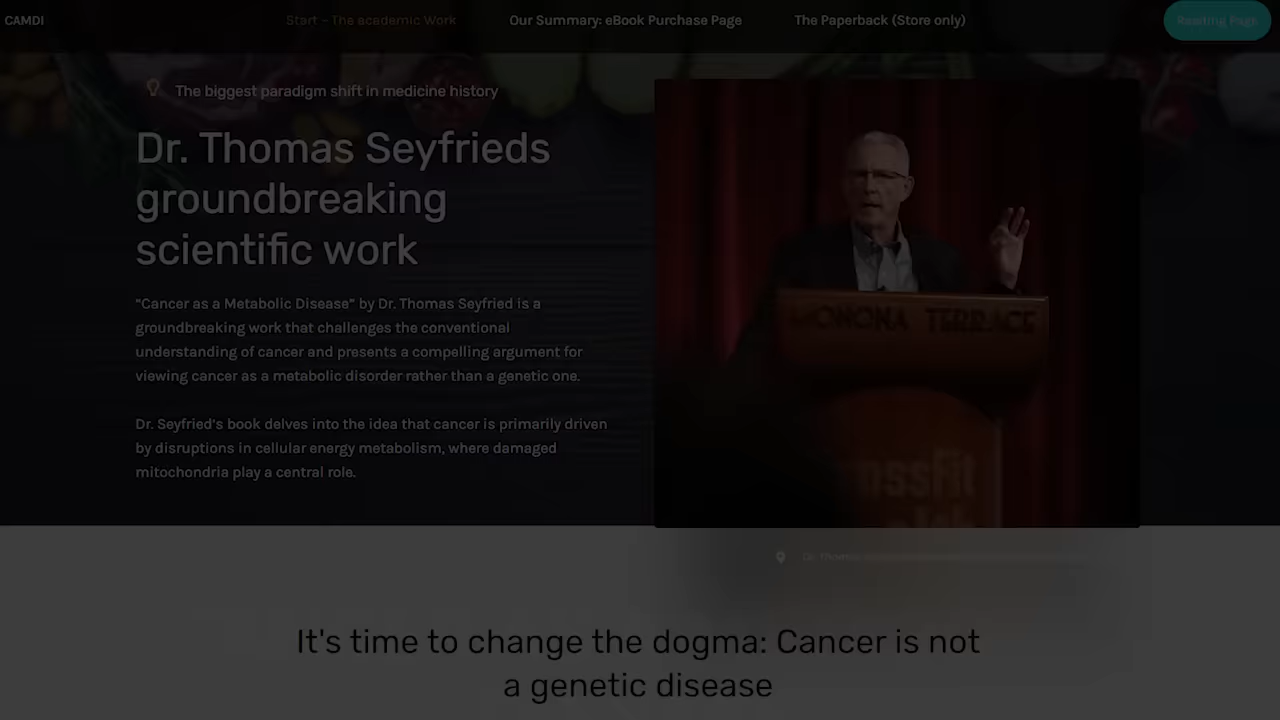 CAMDI
Start – The acedemic Work
Our Summary: eBook Purchase Page
The Paperback (Store only)
Reading Page
The biggest paradigm shift in medicine history
Dr. Thomas Seyfrieds
groundbreaking
scientific work
“Cancer as a Metabolic Disease” by Dr. Thomas Seyfried is a
groundbreaking work that challenges the conventional
understanding of cancer and presents a compelling argument for
viewing cancer as a metabolic disorder rather than a genetic one.
Dr. Seyfried's book delves into the idea that cancer is primarily driven
by disruptions in cellular energy metabolism, where damaged
mitochondria play a central role.
MONONA TERRACE
Dr. Thomas
It's time to change the dogma: Cancer is not
a genetic disease